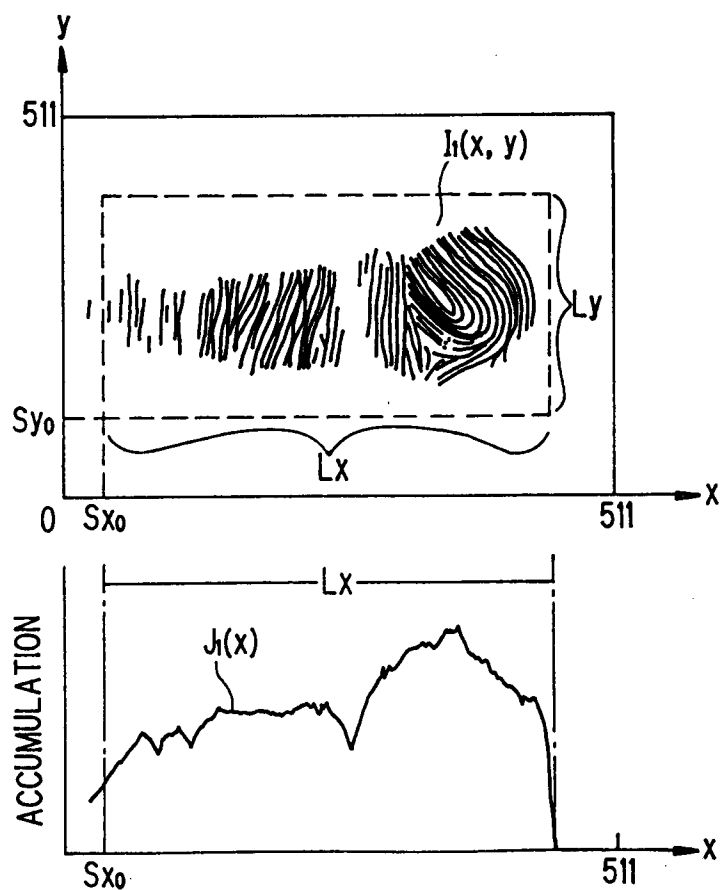 y
511
I₁(x, y)
Ly
Sy₀
Lx
0
Sx₀
511
x
Lx
J₁(x)
ACCUMULATION
Sx₀
511
x